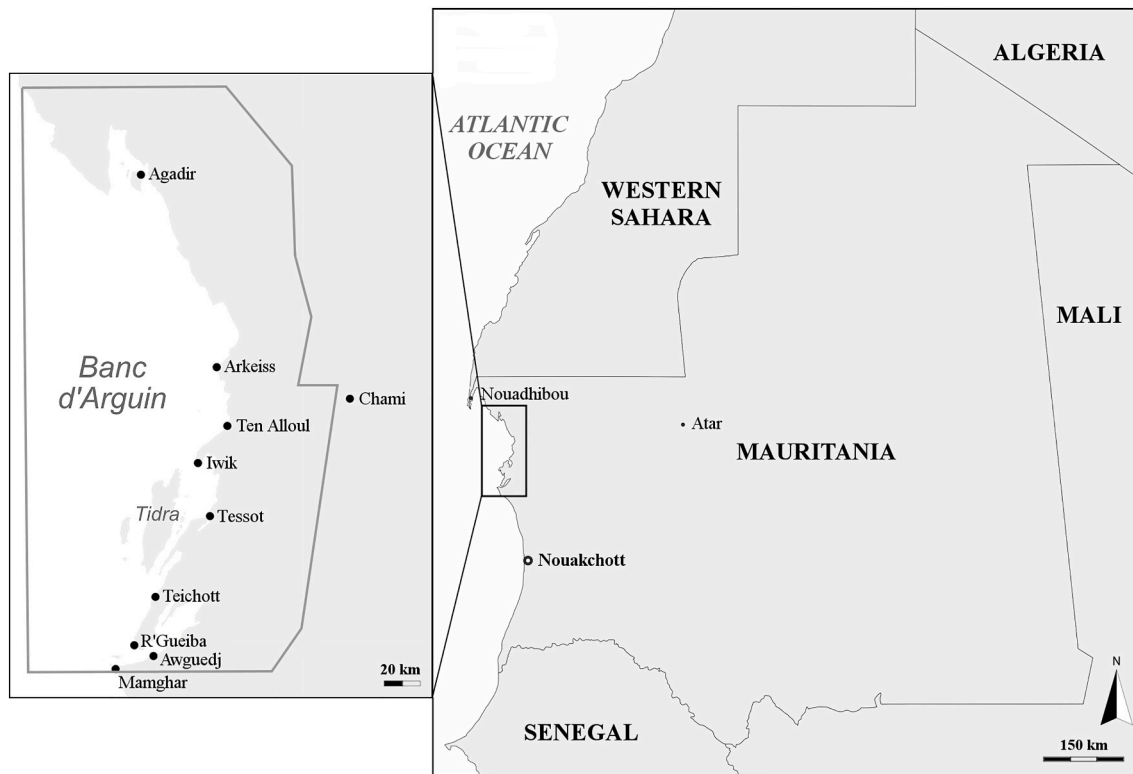 Agadir
Arkeiss
Banc
d'Arguin
Chami
Ten Alloul
Iwik
Tidra
Tessot
Teichott
R'Gueiba
Awguedj
Mamghar
20 km
ALGERIA
ATLANTIC
OCEAN
WESTERN
SAHARA
MALI
Nouadhibou
Atar
MAURITANIA
Nouakchott
SENEGAL
N
150 km